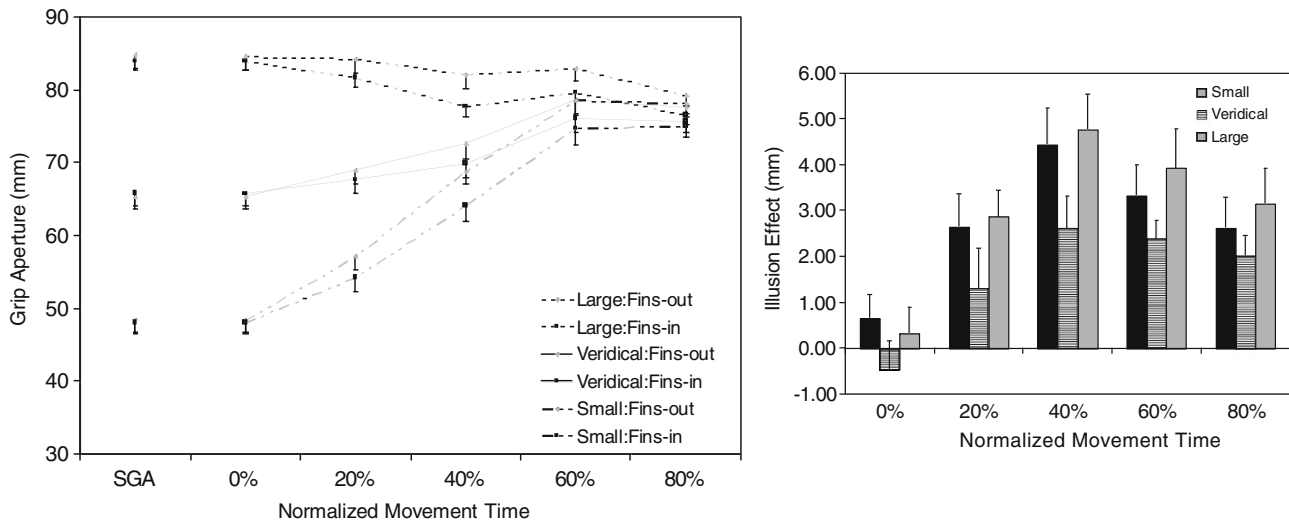 90
80
70
60
50
40
30
Grip Aperture (mm)
SGA 0% 20% 40% 60% 80%
Normalized Movement Time
Large:Fins-out
Large:Fins-in
Veridical:Fins-out
Veridical:Fins-in
Small:Fins-out
Small:Fins-in
6.00
5.00
4.00
3.00
2.00
1.00
0.00
-1.00
Illusion Effect (mm)
Small
Veridical
Large
0% 20% 40% 60% 80%
Normalized Movement Time